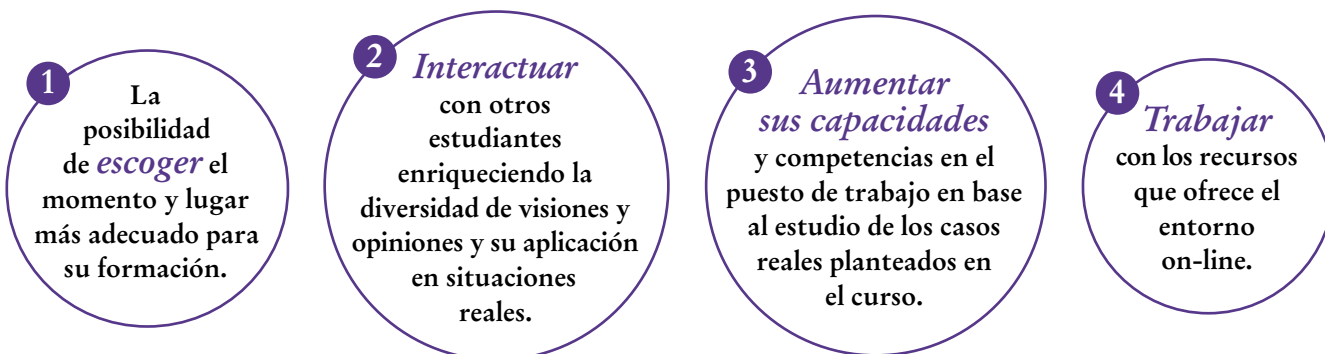 1
La
posibilidad
de escoger el
momento y lugar
más adecuado para
su formación.
2
Interactuar
con otros
estudiantes
enriqueciendo la
diversidad de visiones y
opiniones y su aplicación
en situaciones
reales.
3
Aumentar
sus capacidades
y competencias en el
puesto de trabajo en base
al estudio de los casos
reales planteados en
el curso.
4
Trabajar
con los recursos
que ofrece el
entorno
on-line.